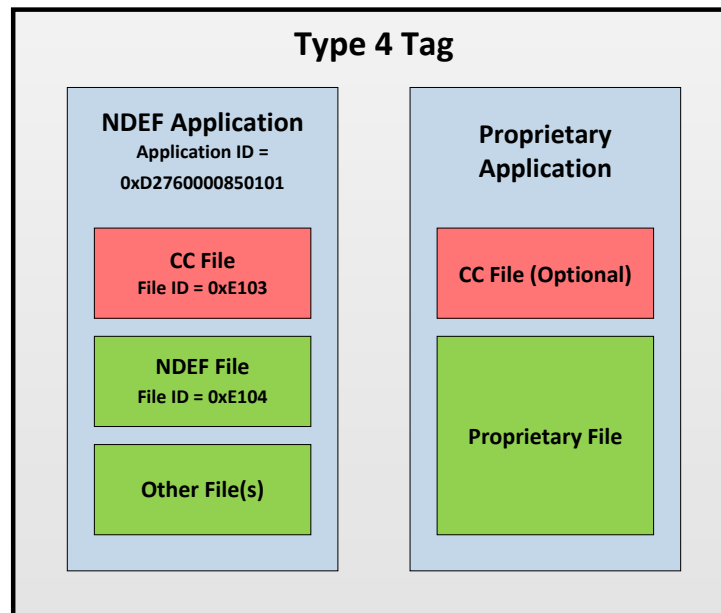 Type 4 Tag
NDEF Application
Application ID =
0xD2760000850101
CC File
File ID = 0xE103
NDEF File
File ID = 0xE104
Other File(s)
Proprietary
Application
CC File (Optional)
Proprietary File